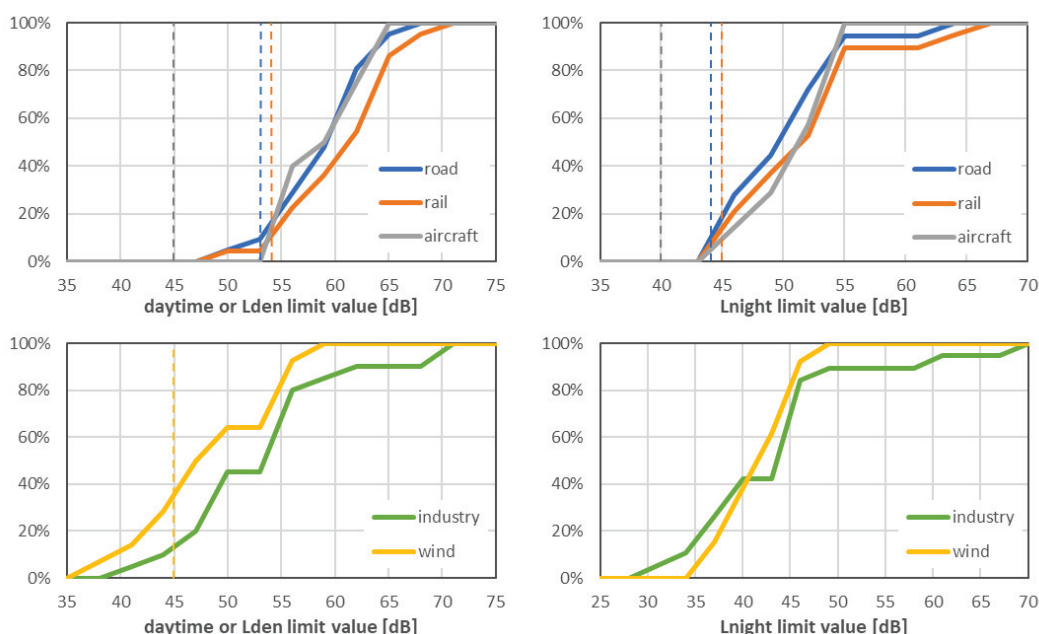 100%
80%
60%
40%
20%
0%
road
rail
aircraft
35 40 45 50 55 60 65 70 75
daytime or Lden limit value [dB]
100%
80%
60%
40%
20%
0%
road
rail
aircraft
35 40 45 50 55 60 65 70
Lnight limit value [dB]
100%
80%
60%
40%
20%
0%
industry
wind
35 40 45 50 55 60 65 70 75
daytime or Lden limit value [dB]
100%
80%
60%
40%
20%
0%
industry
wind
25 30 35 40 45 50 55 60 65 70
Lnight limit value [dB]